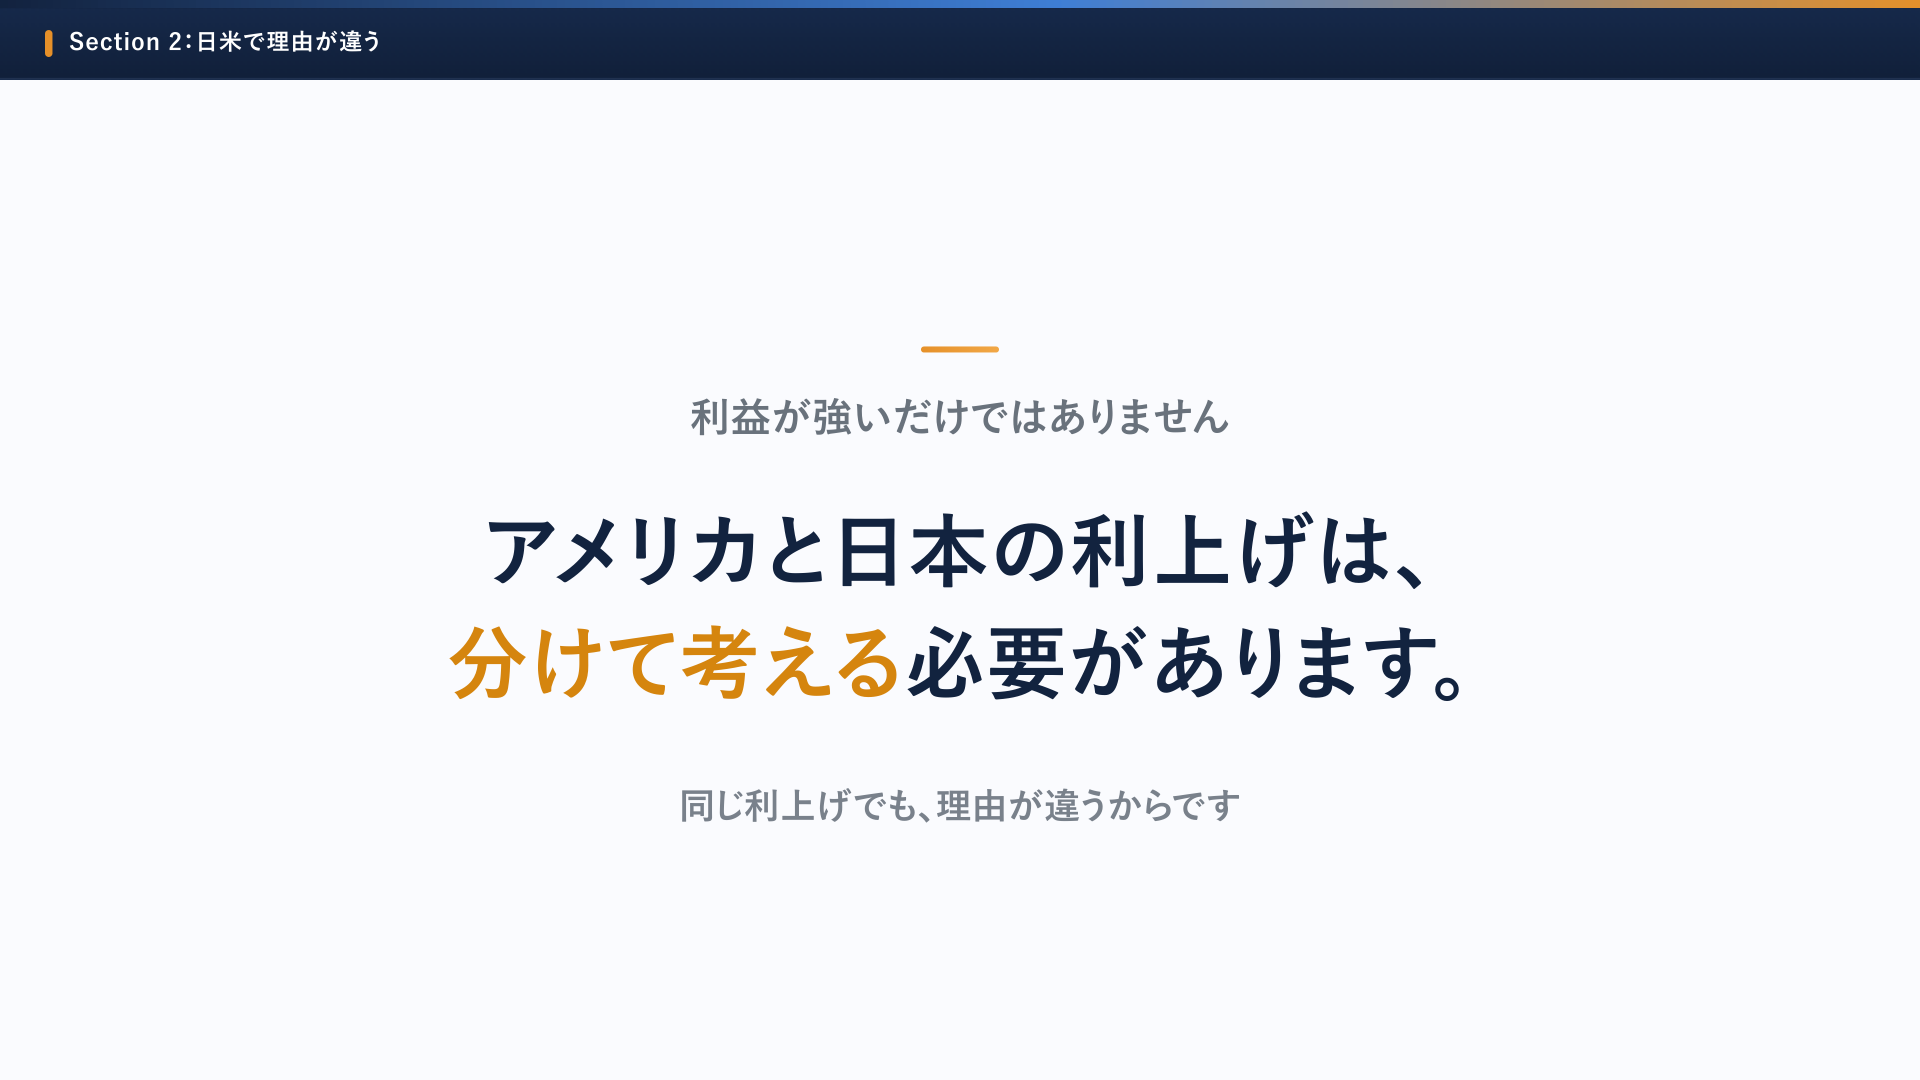 Section 2：日米で理由が違う
利益が強いだけではありません
アメリカと日本の利上げは、
分けて考える必要があります。
同じ利上げでも、理由が違うからです